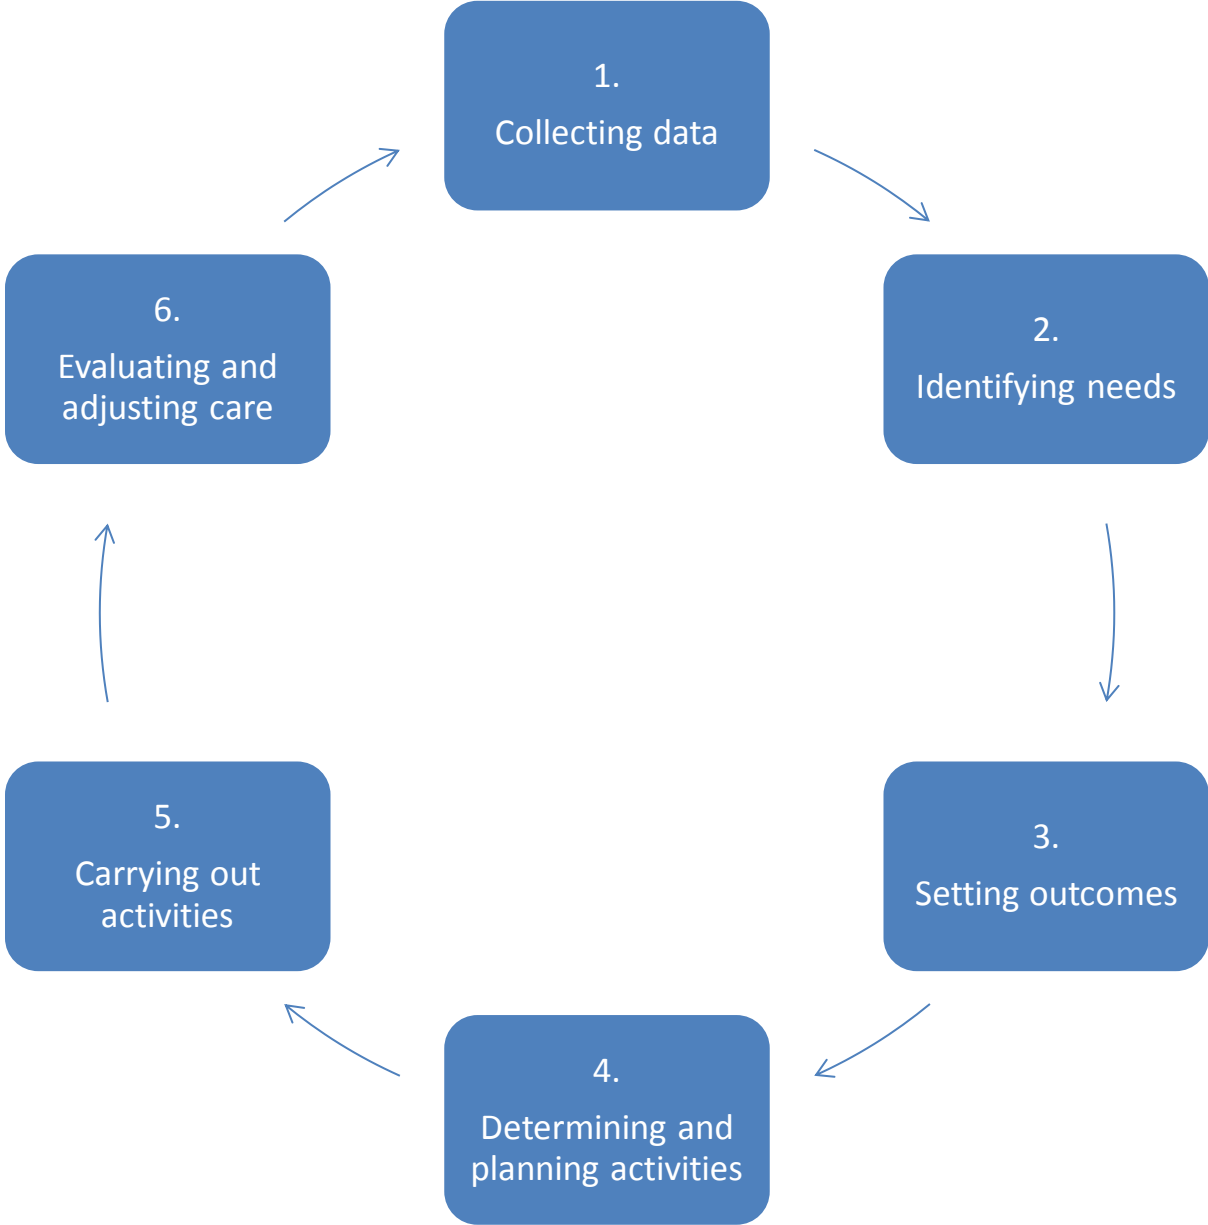 1.
Collecting data
2.
Identifying needs
3.
Setting outcomes
4.
Determining and
planning activities
5.
Carrying out
activities
6.
Evaluating and
adjusting care